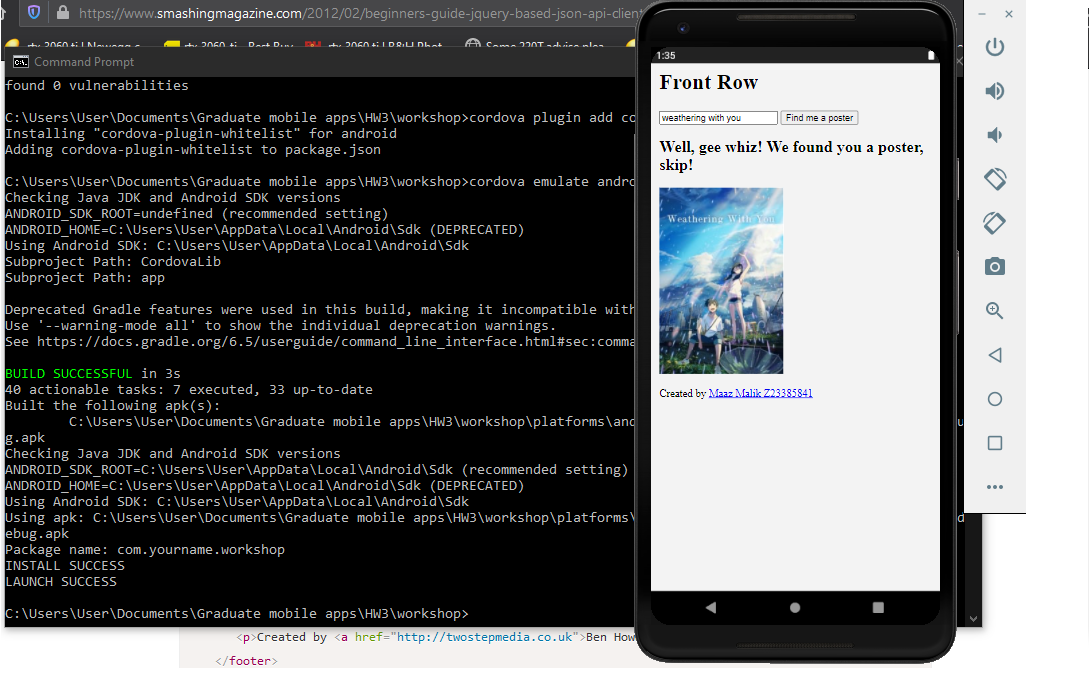 https://www.smashingmagazine.com/2012/02/beginners-guide-jquery-based-json-api-client
rtx 3060 ti | Newegg.c
rtx 3060 ti - Best Buy
rtx 3060 ti | B&H Phot
Some 220T advice plea
Command Prompt
found 0 vulnerabilities
C:\Users\User\Documents\Graduate mobile apps\HW3\workshop>cordova plugin add co
Installing "cordova-plugin-whitelist" for android
Adding cordova-plugin-whitelist to package.json
C:\Users\User\Documents\Graduate mobile apps\HW3\workshop>cordova emulate andro
Checking Java JDK and Android SDK versions
ANDROID_SDK_ROOT=undefined (recommended setting)
ANDROID_HOME=C:\Users\User\AppData\Local\Android\Sdk (DEPRECATED)
Using Android SDK: C:\Users\User\AppData\Local\Android\Sdk
Subproject Path: CordovaLib
Subproject Path: app
Deprecated Gradle features were used in this build, making it incompatible with
Use '--warning-mode all' to show the individual deprecation warnings.
See https://docs.gradle.org/6.5/userguide/command_line_interface.html#sec:comma
BUILD SUCCESSFUL in 3s
40 actionable tasks: 7 executed, 33 up-to-date
Built the following apk(s):
C:\Users\User\Documents\Graduate mobile apps\HW3\workshop\platforms\and
u
g.apk
Checking Java JDK and Android SDK versions
ANDROID_SDK_ROOT=C:\Users\User\AppData\Local\Android\Sdk (recommended setting)
ANDROID_HOME=C:\Users\User\AppData\Local\Android\Sdk (DEPRECATED)
Using Android SDK: C:\Users\User\AppData\Local\Android\Sdk
Using apk: C:\Users\User\Documents\Graduate mobile apps\HW3\workshop\platforms\
d
ebug.apk
Package name: com.yourname.workshop
INSTALL SUCCESS
LAUNCH SUCCESS
C:\Users\User\Documents\Graduate mobile apps\HW3\workshop>
<p>Created by <a href="http://twostepmedia.co.uk">Ben How
</footer>
1:35
Front Row
weathering with you
Find me a poster
Well, gee whiz! We found you a poster,
skip!
Weathering With You
Created by Maaz Malik Z23385841